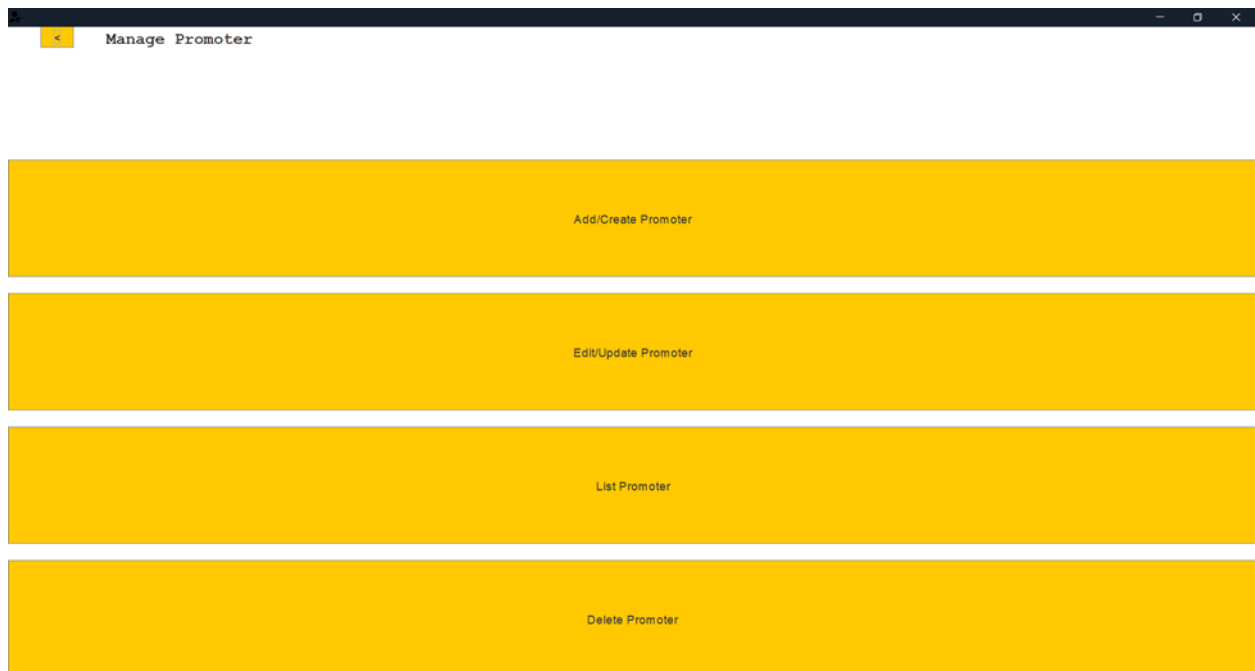 < Manage Promoter
Add/Create Promoter
Edit/Update Promoter
List Promoter
Delete Promoter